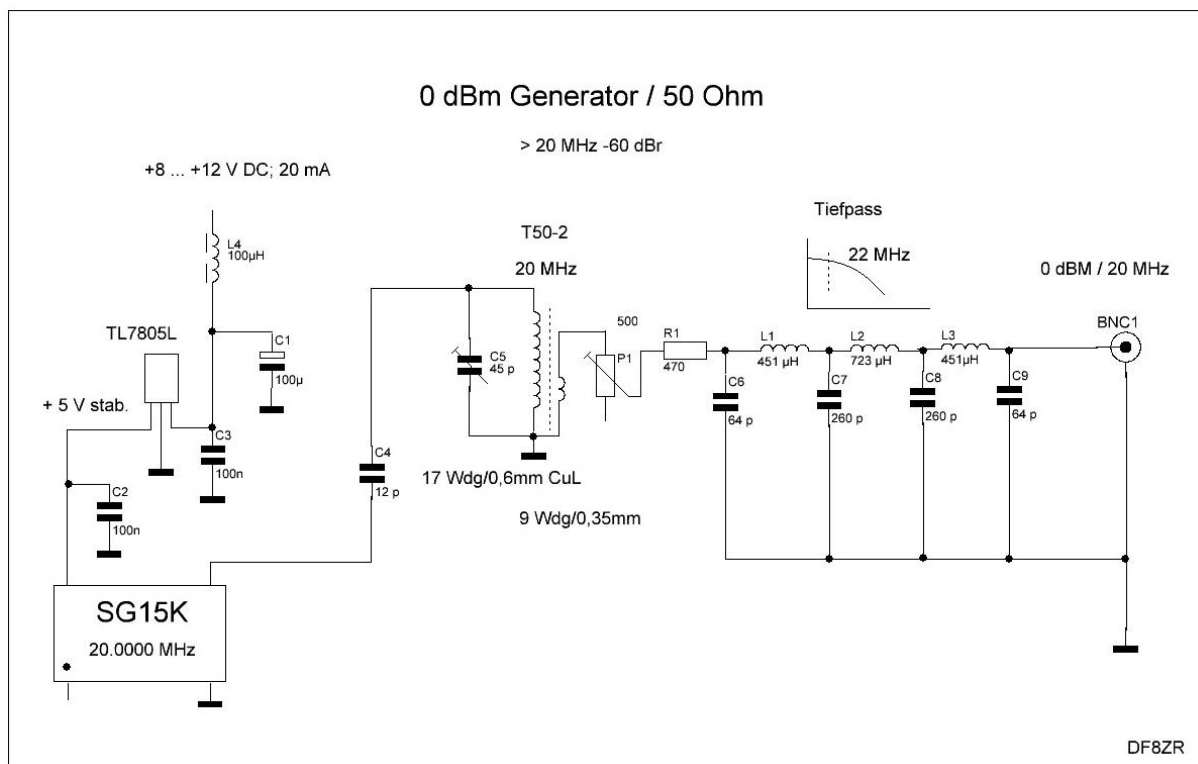 0 dBm Generator / 50 Ohm
> 20 MHz -60 dBr
+8 ... +12 V DC; 20 mA
L4
100µH
TL7805L
C1
100µ
+ 5 V stab.
C3
100n
C2
100n
SG15K
20.0000 MHz
C4
12 p
T50-2
20 MHz
C5
45 p
17 Wdg/0,6mm CuL
9 Wdg/0,35mm
500
P1
R1
470
Tiefpass
22 MHz
L1
451 µH
L2
723 µH
L3
451µH
C6
64 p
C7
260 p
C8
260 p
C9
64 p
0 dBM / 20 MHz
BNC1
DF8ZR